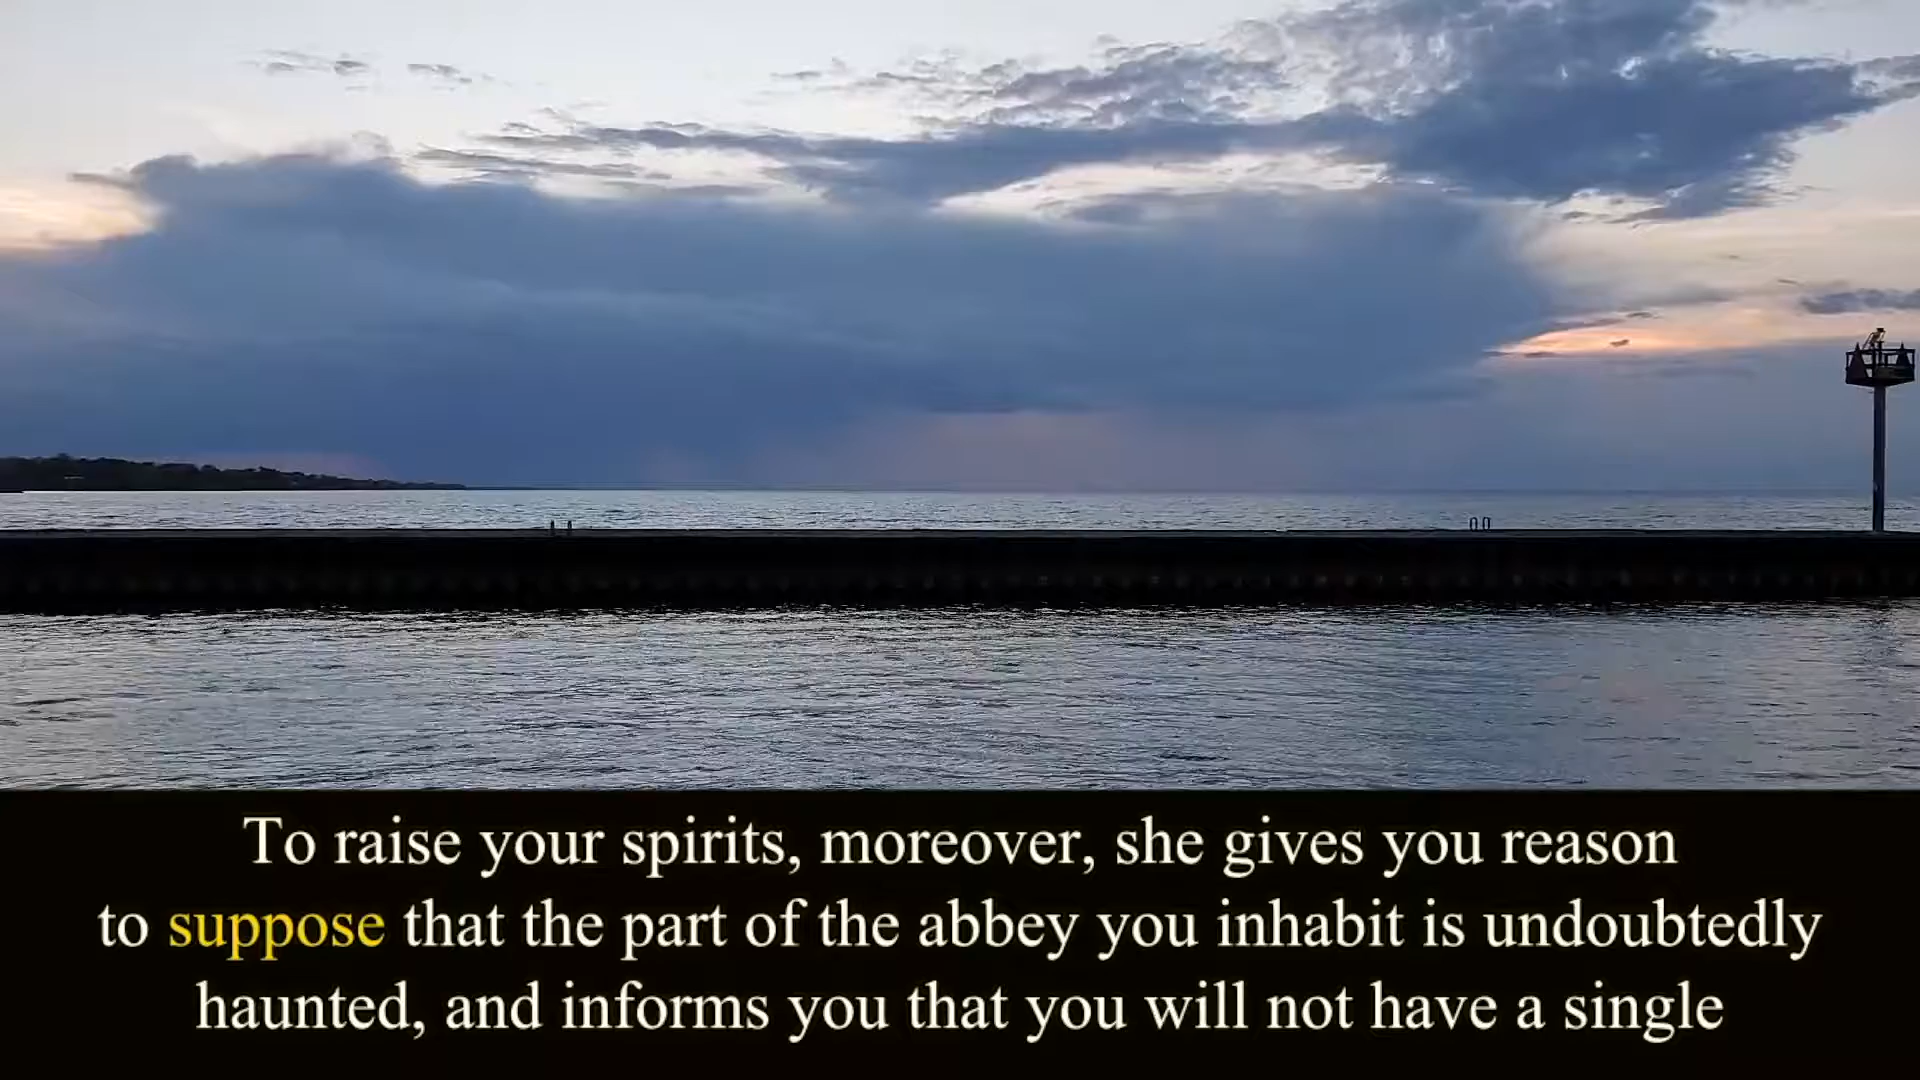 To raise your spirits, moreover, she gives you reason
to suppose that the part of the abbey you inhabit is undoubtedly
haunted, and informs you that you will not have a single